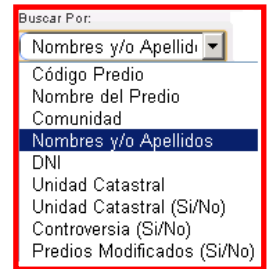 Buscar Por:
Nombres y/o Apellid
Código Predio
Nombre del Predio
Comunidad
Nombres y/o Apellidos
DNI
Unidad Catastral
Unidad Catastral (Si/No)
Controversia (Si/No)
Predios Modificados (Si/No)